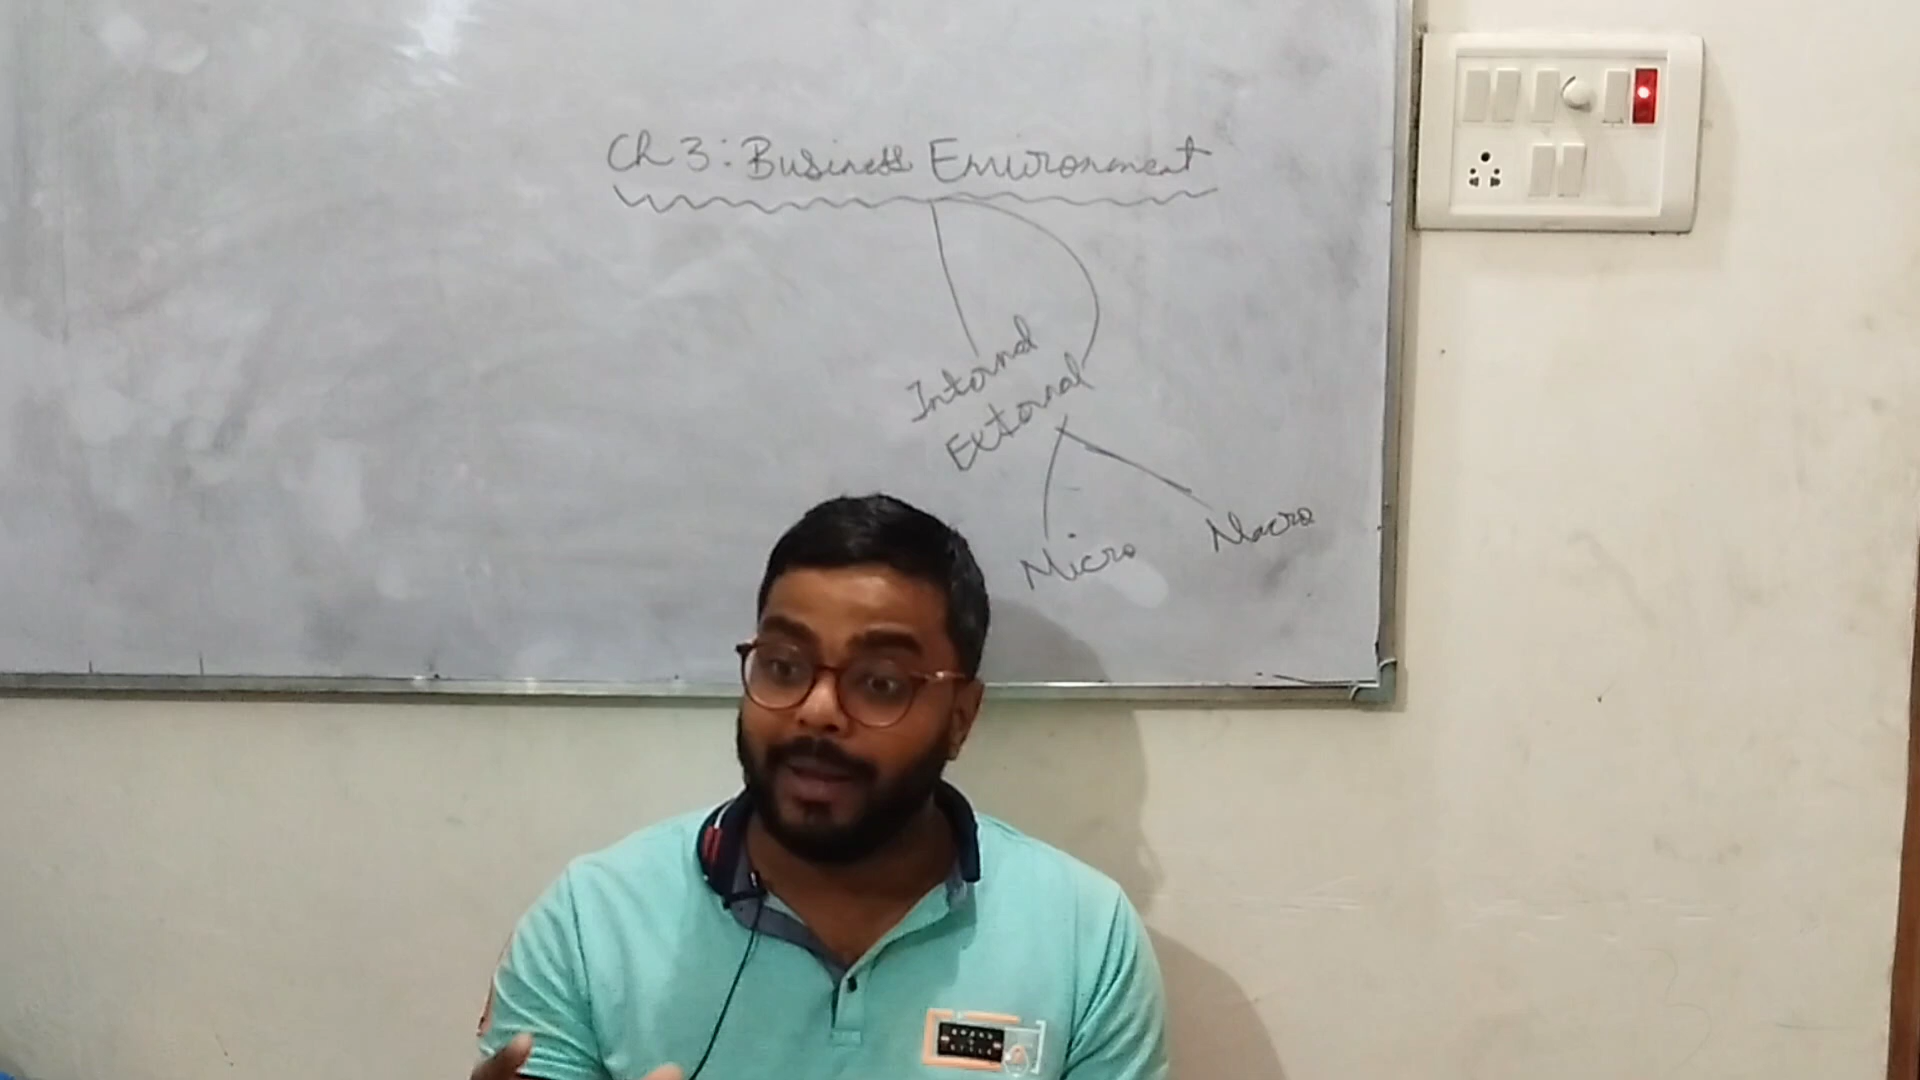 Ch 3: Business Environment
Internal
External
Micro
Macro